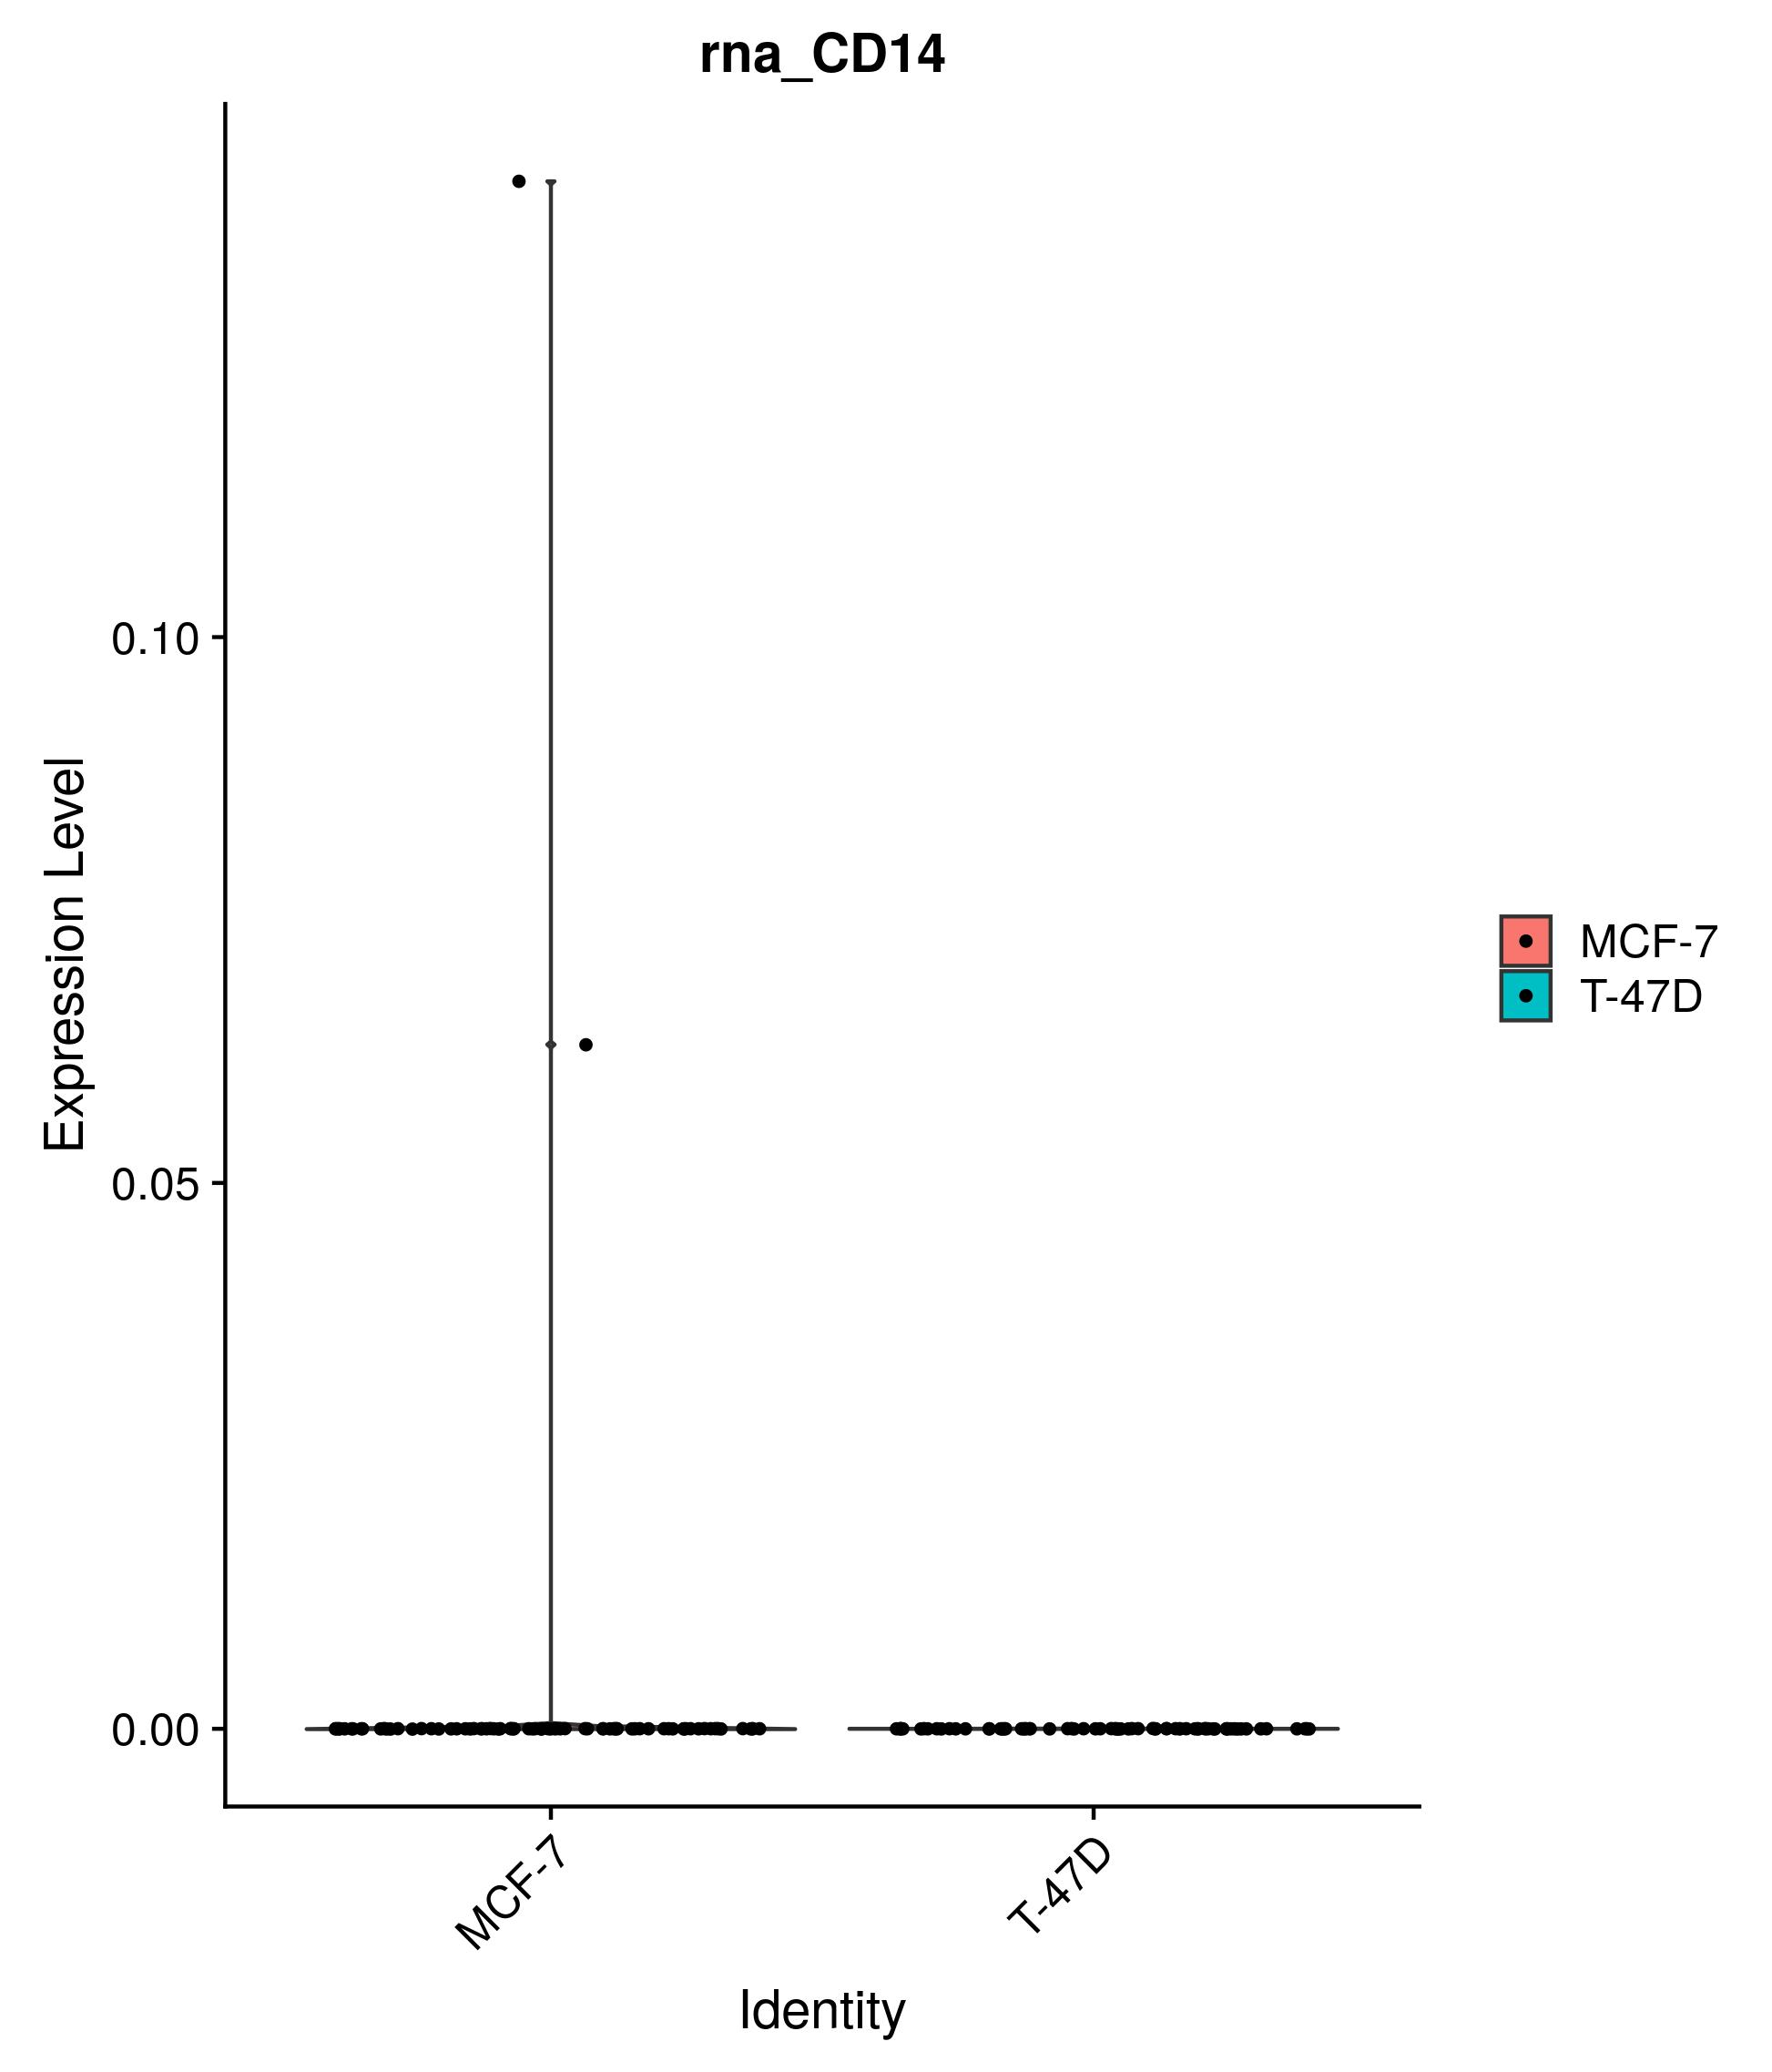 rna_CD14
Expression Level
0.10
0.05
0.00
MCF-7
T-47D
Identity
MCF-7
T-47D